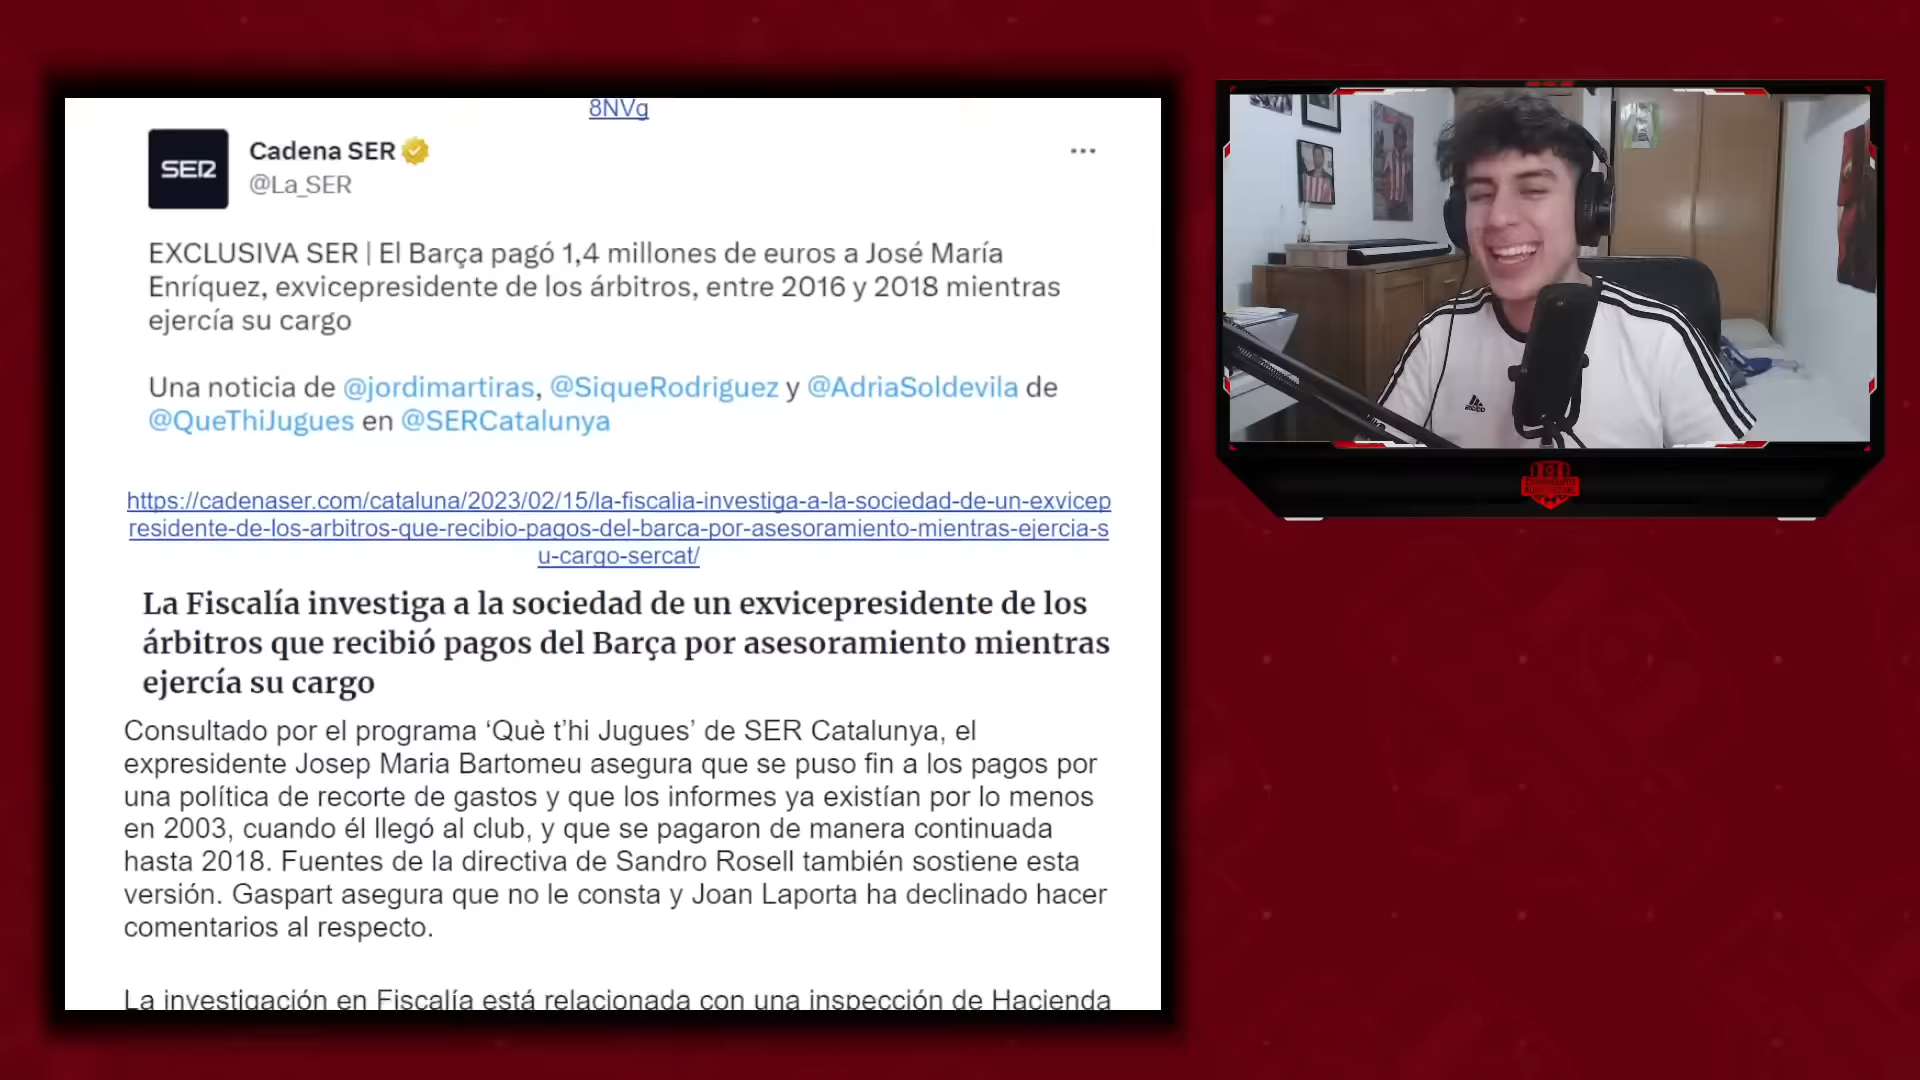 8NVg
SER
Cadena SER
@La_SER
EXCLUSIVA SER | El Barça pagó 1,4 millones de euros a José María
Enríquez, exvicepresidente de los árbitros, entre 2016 y 2018 mientras
ejercía su cargo
Una noticia de @jordimartiras, @SiqueRodriguez y @AdriaSoldevila de
@QueThiJugues en @SERCatalunya
https://cadenaser.com/cataluna/2023/02/15/la-fiscalia-investiga-a-la-sociedad-de-un-exvicep
residente-de-los-arbitros-que-recibio-pagos-del-barca-por-asesoramiento-mientras-ejercia-s
u-cargo-sercat/
La Fiscalía investiga a la sociedad de un exvicepresidente de los
árbitros que recibió pagos del Barça por asesoramiento mientras
ejercía su cargo
Consultado por el programa ‘Què t’hi Jugues’ de SER Catalunya, el
expresidente Josep Maria Bartomeu asegura que se puso fin a los pagos por
una política de recorte de gastos y que los informes ya existían por lo menos
en 2003, cuando él llegó al club, y que se pagaron de manera continuada
hasta 2018. Fuentes de la directiva de Sandro Rosell también sostiene esta
versión. Gaspart asegura que no le consta y Joan Laporta ha declinado hacer
comentarios al respecto.
La investigación en Fiscalía está relacionada con una inspección de Hacienda
adidas